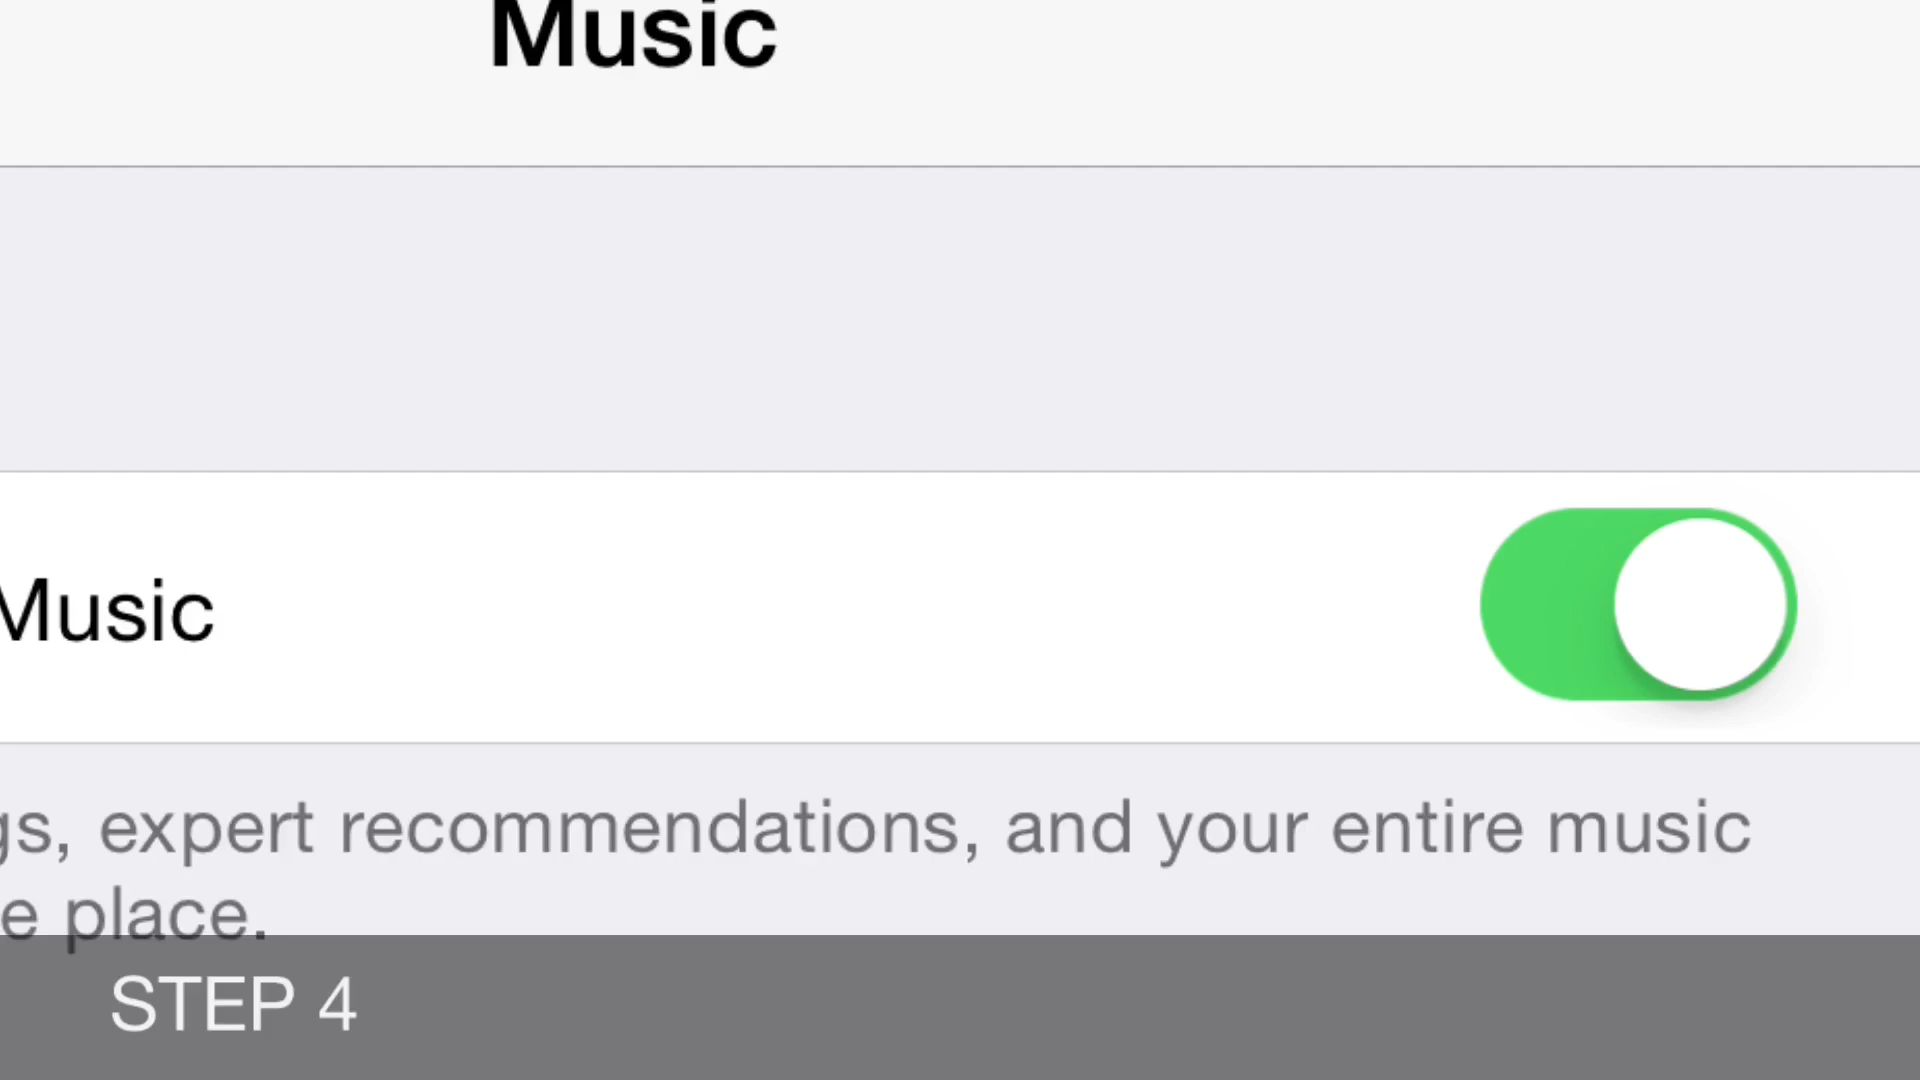 Music
Music
gs, expert recommendations, and your entire music
e place.
STEP 4